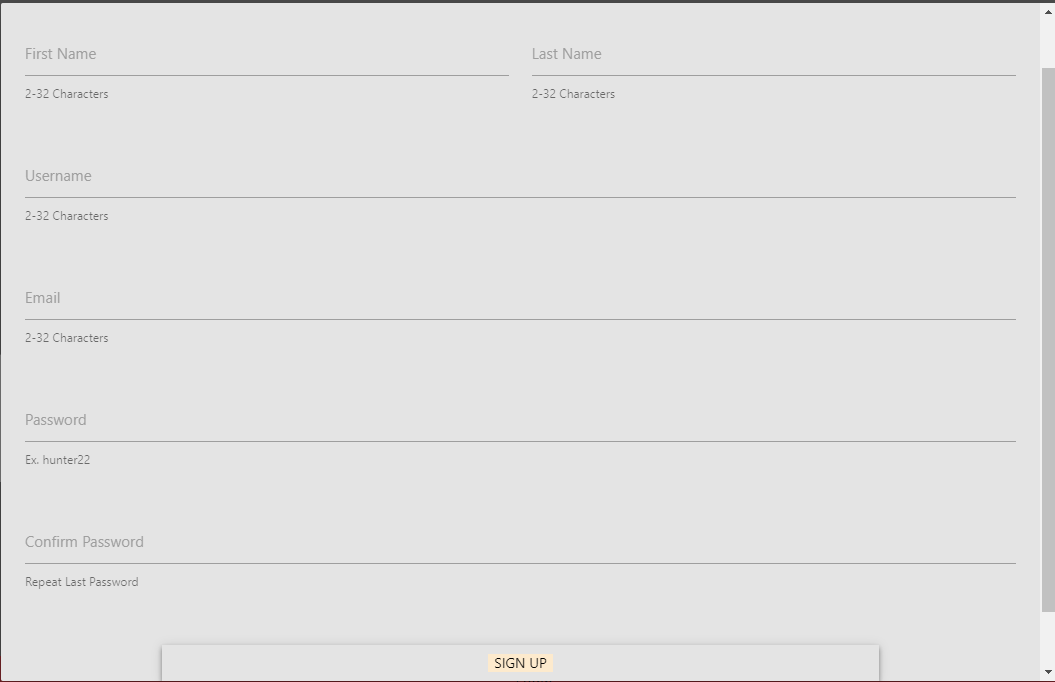 First Name
Last Name
2-32 Characters
2-32 Characters
Username
2-32 Characters
Email
2-32 Characters
Password
Ex. hunter22
Confirm Password
Repeat Last Password
SIGN UP